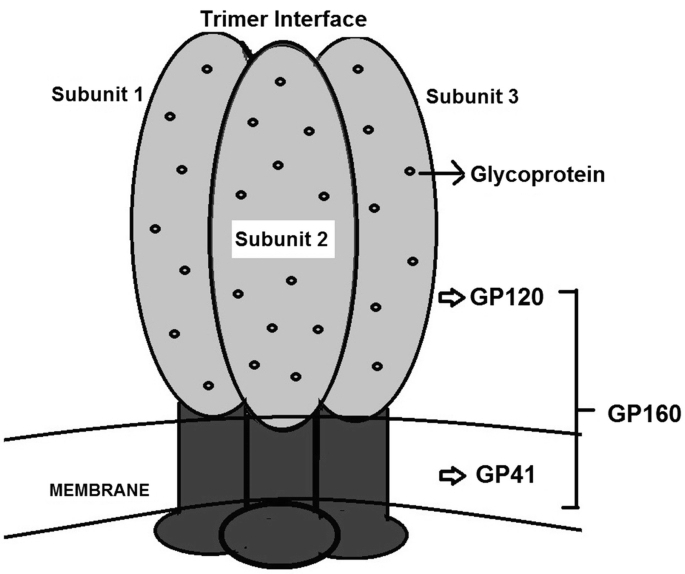 Trimer Interface
Subunit 1
Subunit 3
Glycoprotein
Subunit 2
GP120
GP160
GP41
MEMBRANE